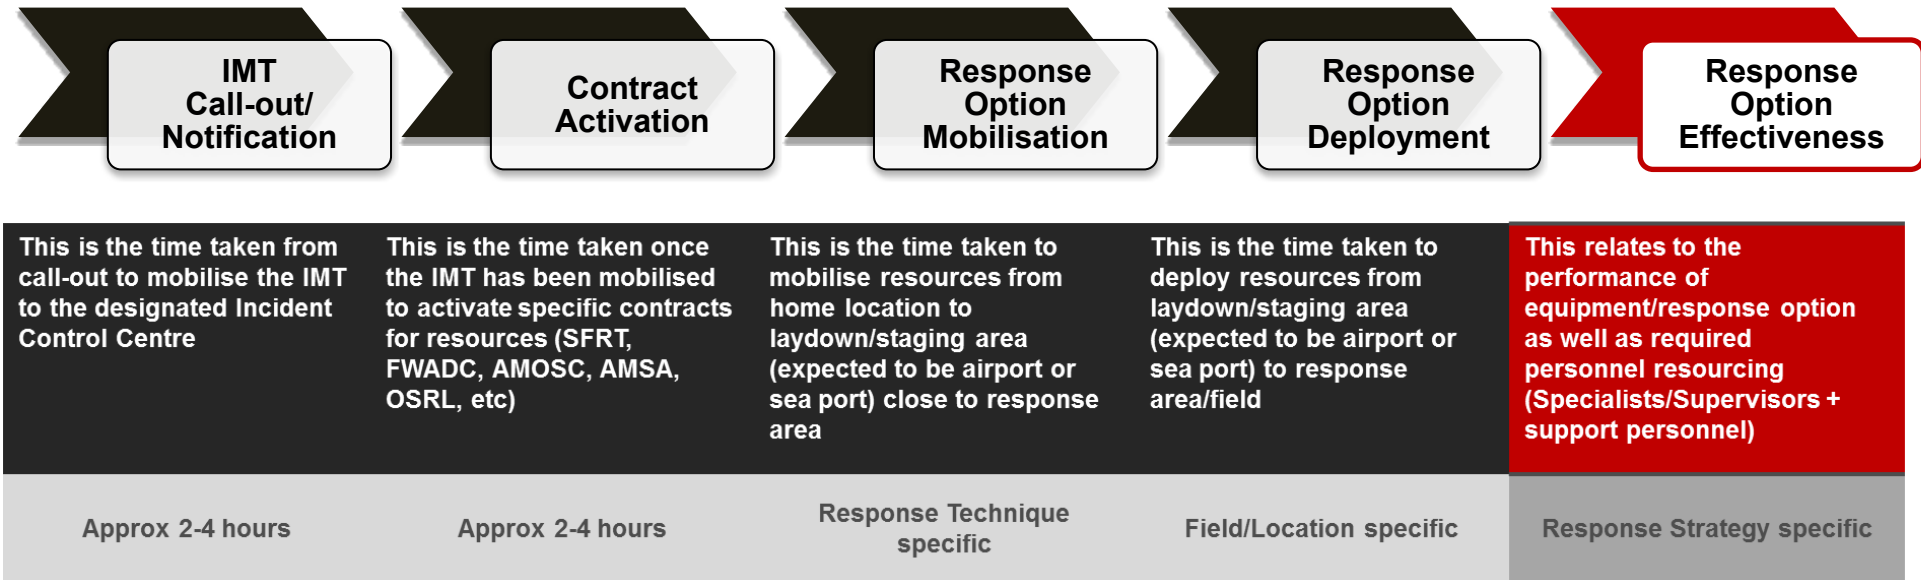 IMT
Call-out/
Notification
Contract
Activation
Response
Option
Mobilisation
Response
Option
Deployment
Response
Option
Effectiveness
This is the time taken from
call-out to mobilise the IMT
to the designated Incident
Control Centre
This is the time taken once
the IMT has been mobilised
to activate specific contracts
for resources (SFRT,
FWADC, AMOSC, AMSA,
OSRL, etc)
This is the time taken to
mobilise resources from
home location to
laydown/staging area
(expected to be airport or
sea port) close to response
area
This is the time taken to
deploy resources from
laydown/staging area
(expected to be airport or
sea port) to response
area/field
This relates to the
performance of
equipment/response option
as well as required
personnel resourcing
(Specialists/Supervisors +
support personnel)
Approx 2-4 hours
Approx 2-4 hours
Response Technique
specific
Field/Location specific
Response Strategy specific